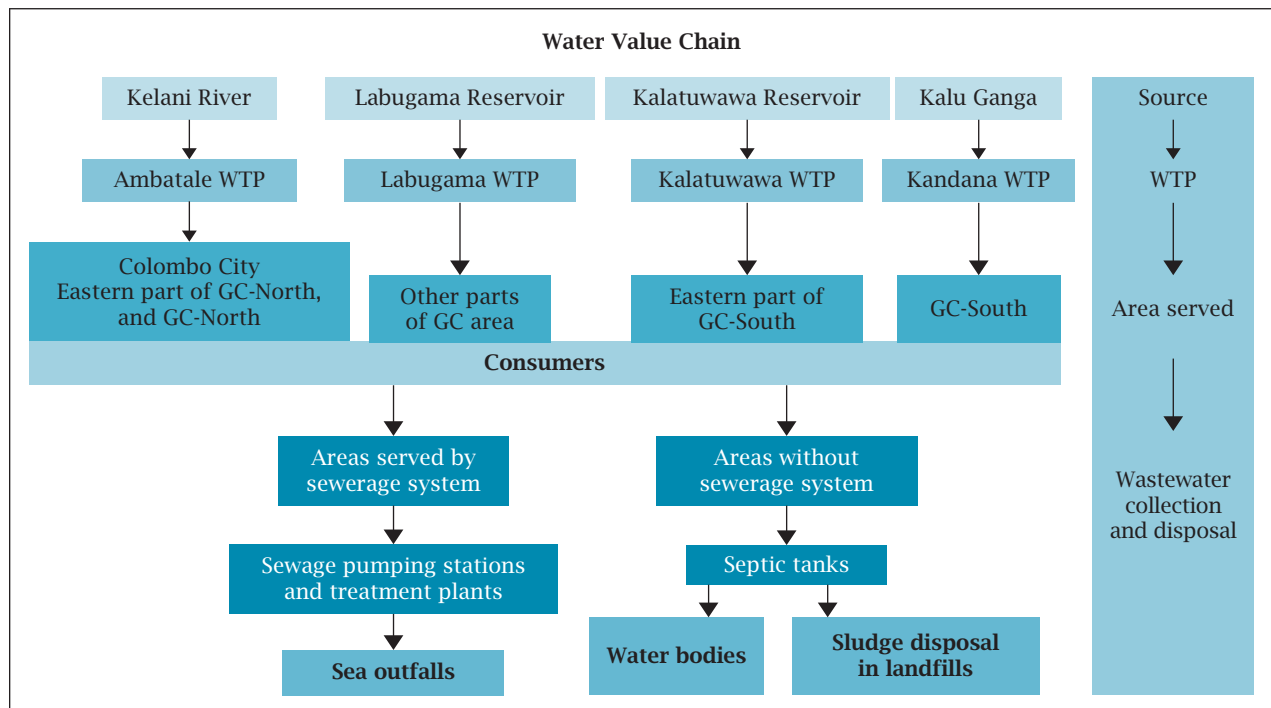 Water Value Chain
Kelani River
Labugama Reservoir
Kalatuwawa Reservoir
Kalu Ganga
Source
Ambatale WTP
Labugama WTP
Kalatuwawa WTP
Kandana WTP
WTP
Colombo City
Eastern part of GC-North,
and GC-North
Other parts
of GC area
Eastern part of
GC-South
GC-South
Area served
Consumers
Areas served by
sewerage system
Areas without
sewerage system
Wastewater
collection
and disposal
Sewage pumping stations
and treatment plants
Septic tanks
Sea outfalls
Water bodies
Sludge disposal
in landfills